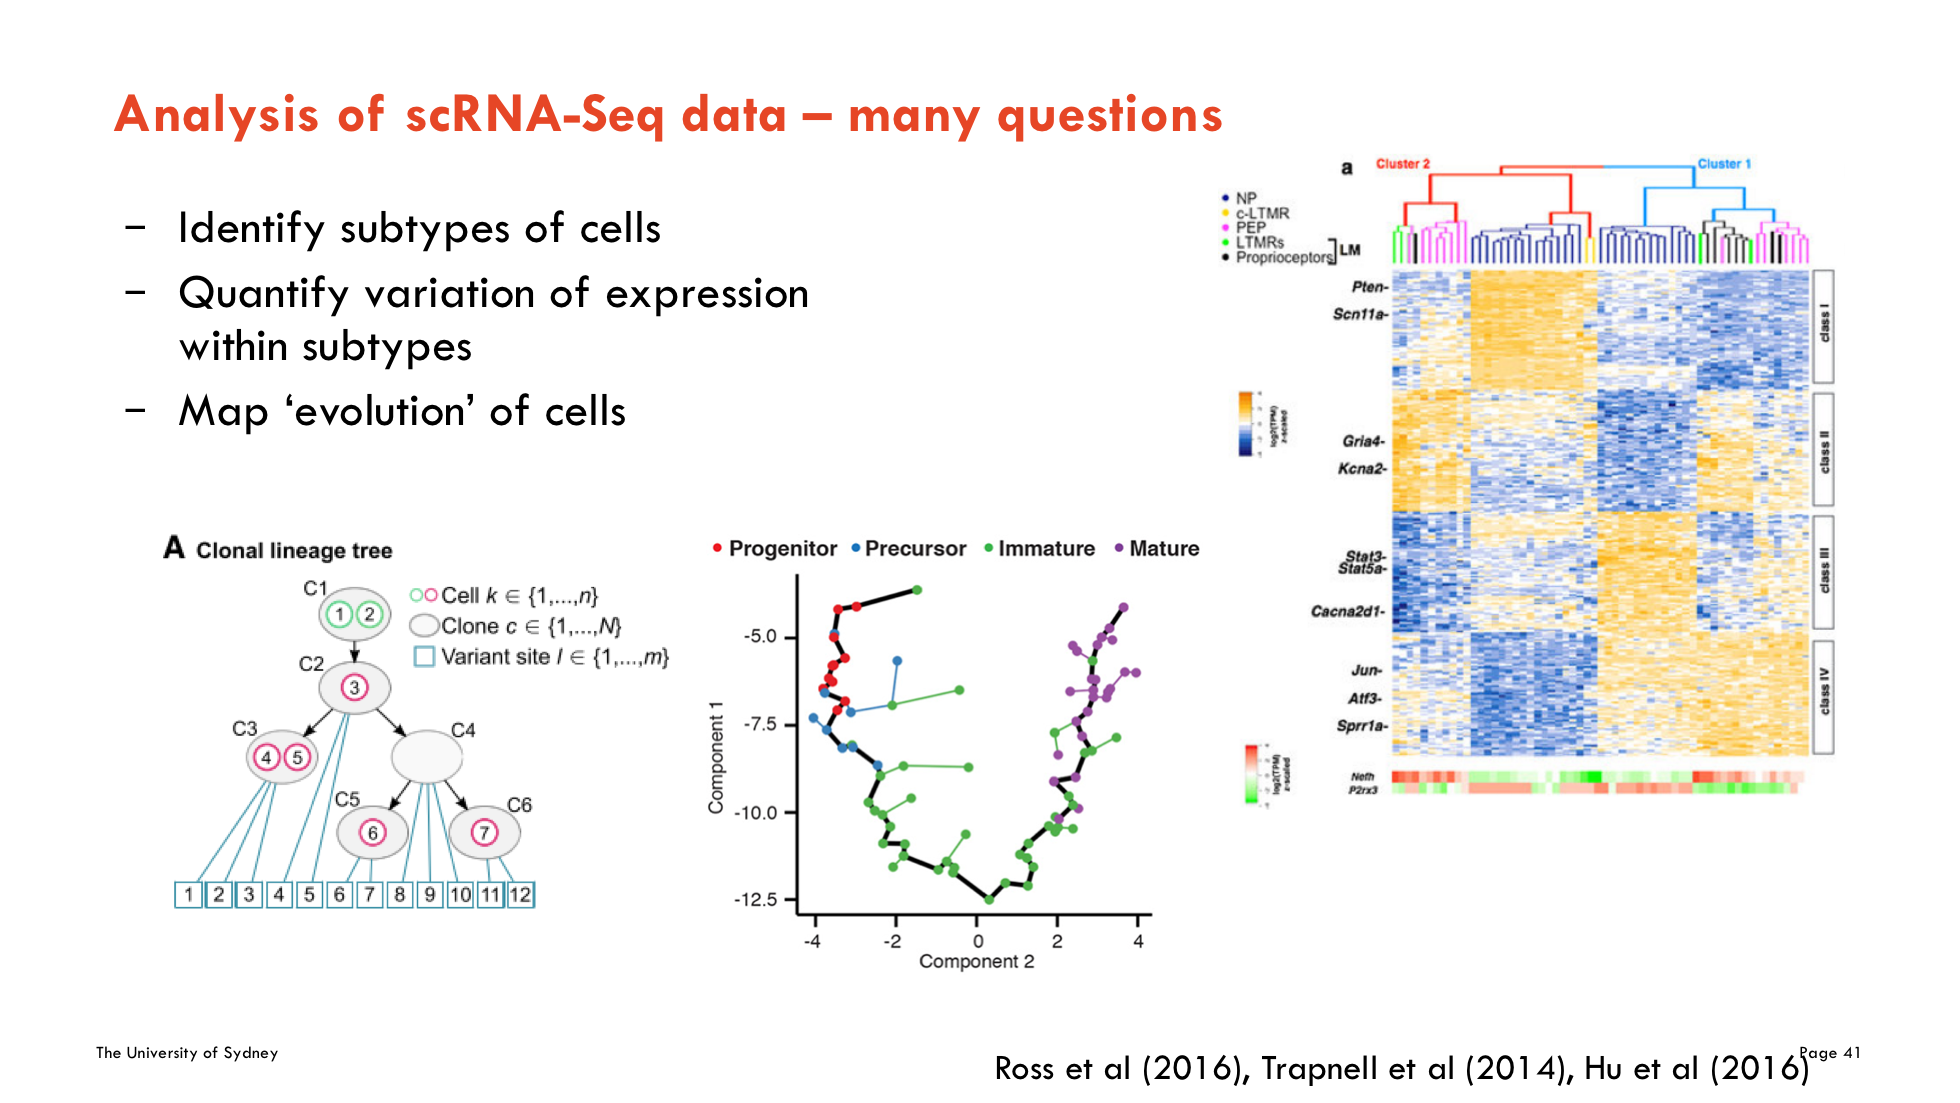 Analysis of scRNA-Seq data – many questions
– Identify subtypes of cells
– Quantify variation of expression
within subtypes
– Map ‘evolution’ of cells
a
Cluster 2
Cluster 1
NP
c-LTMR
PEP
LTMRs
Proprioceptors
LM
Pten-
Scn11a-
Gria4-
Kcna2-
Stat3-
Stat5a-
Cacna2d1-
Jun-
Atf3-
Sprr1a-
Nefh
P2rx3
class I
class II
class III
class IV
log2(TPM)
z-scaled
log2(TPM)
z-scaled
A Clonal lineage tree
C1
1 2
Cell k ∈ {1,...,n}
Clone c ∈ {1,...,N}
Variant site l ∈ {1,...,m}
C2
3
C3
4 5
C4
C5
6
C6
7
1 2 3 4 5 6 7 8 9 10 11 12
Progenitor Precursor Immature Mature
Component 1
-5.0
-7.5
-10.0
-12.5
-4 -2 0 2 4
Component 2
The University of Sydney
Ross et al (2016), Trapnell et al (2014), Hu et al (2016)
Page 41